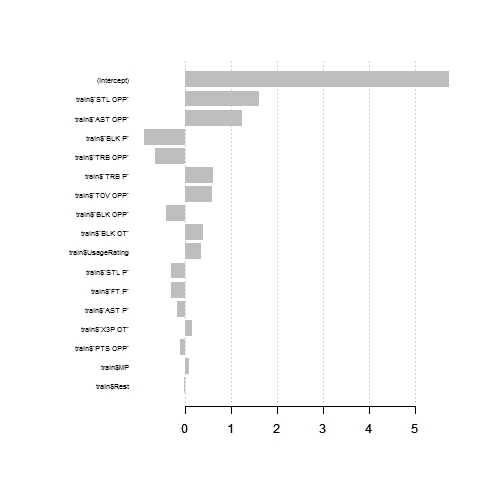 (Intercept)
train$`STL OPP`
train$`AST OPP`
train$`BLK P`
train$`TRB OPP`
train$`TRB P`
train$`TOV OPP`
train$`BLK OPP`
train$`BLK OT`
train$UsageRating
train$`STL P`
train$`FT P`
train$`AST P`
train$`X3P OT`
train$`PTS OPP`
train$MP
train$Rest
0 1 2 3 4 5